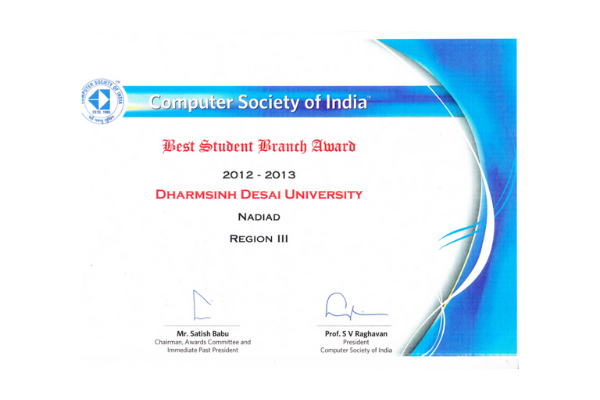 COMPUTER SOCIETY OF INDIA
ESTD. 1965
Computer Society of India
Best Student Branch Award
2012 - 2013
DHARMSINH DESAI UNIVERSITY
NADIAD
REGION III
Mr. Satish Babu
Chairman, Awards Committee and
Immediate Past President
Prof. S V Raghavan
President
Computer Society of India